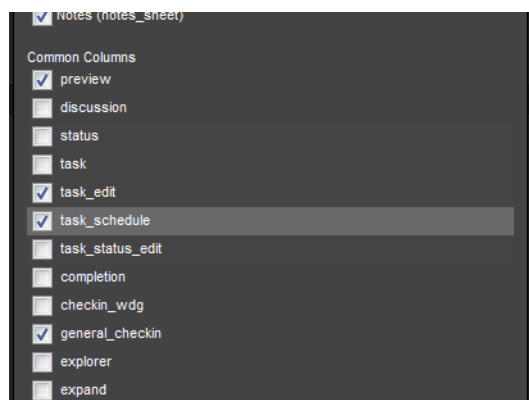 Notes (notes_sheet)
Common Columns
preview
discussion
status
task
task_edit
task_schedule
task_status_edit
completion
checkin_wdg
general_checkin
explorer
expand